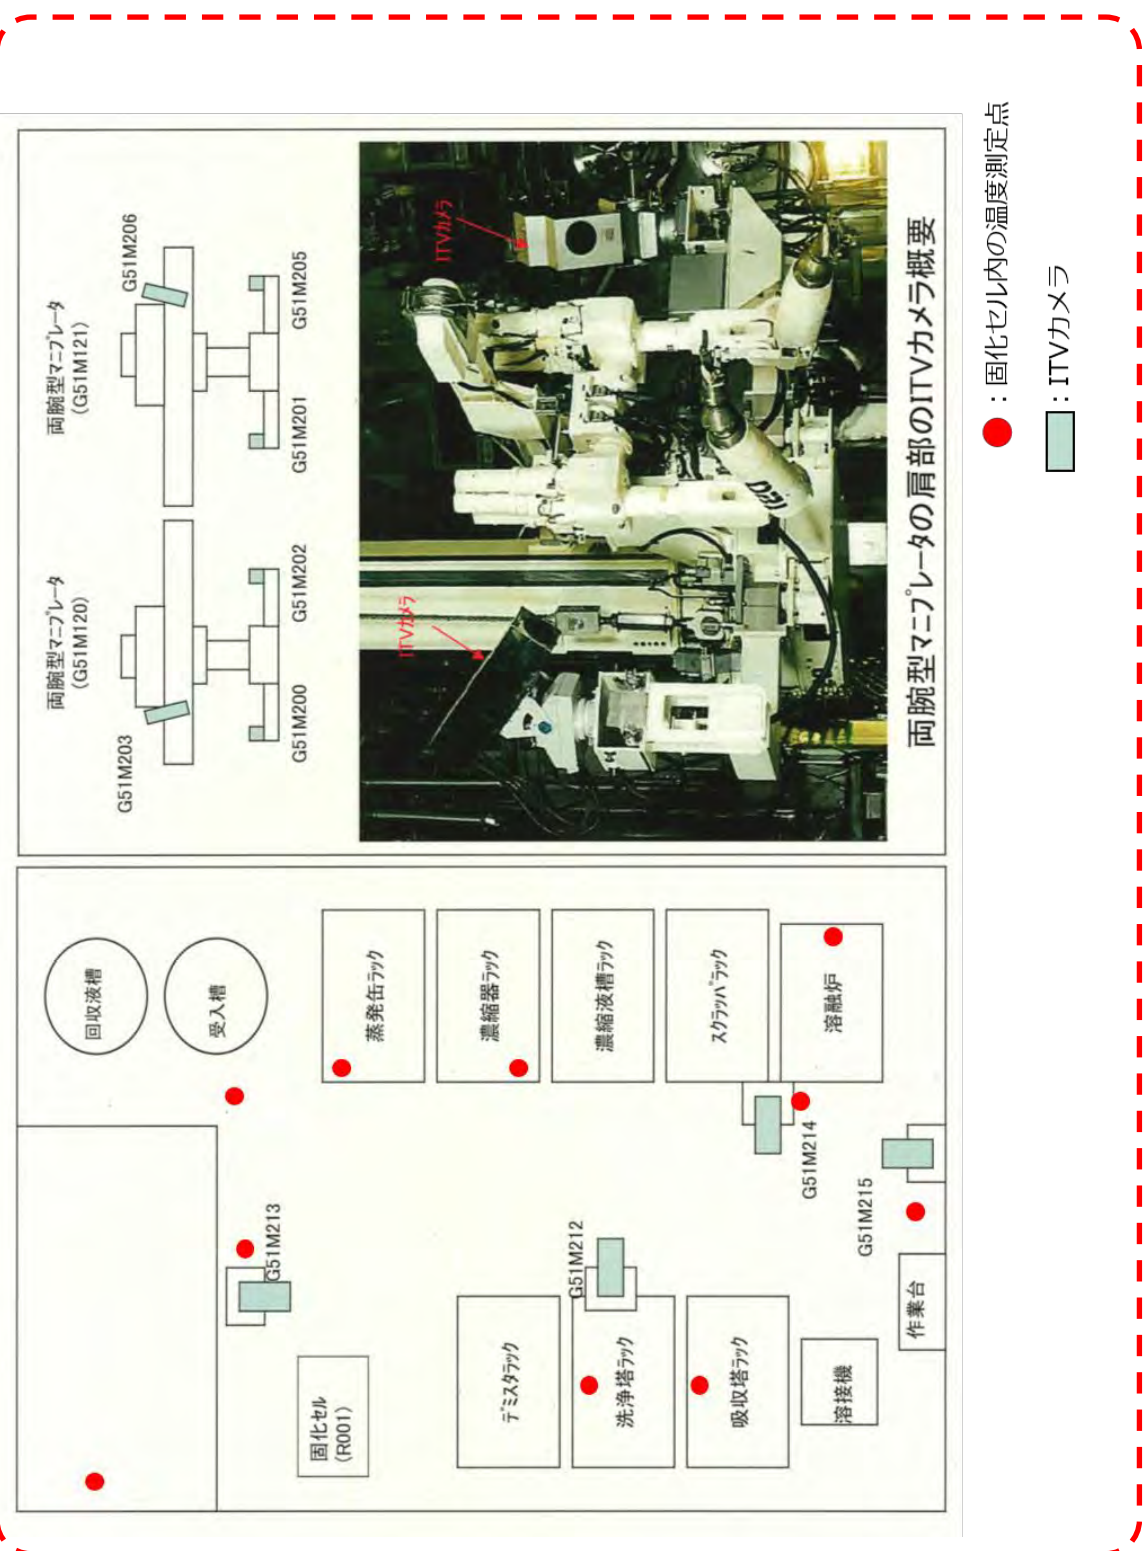 回収液槽
受入槽
蒸発缶ラック
濃縮器ラック
濃縮液槽ラック
スクラッバラック
溶融炉
G51M213
G51M212
G51M214
G51M215
固化セル
(R001)
デミスタラック
洗浄塔ラック
吸収塔ラック
溶接機
作業台
両腕型マニプレータ
(G51M120)
G51M203
G51M200
G51M202
両腕型マニプレータ
(G51M121)
G51M206
G51M201
G51M205
ITVカメラ
ITVカメラ
両腕型マニプレータの肩部のITVカメラ概要
:固化セル内の温度測定点
:ITVカメラ